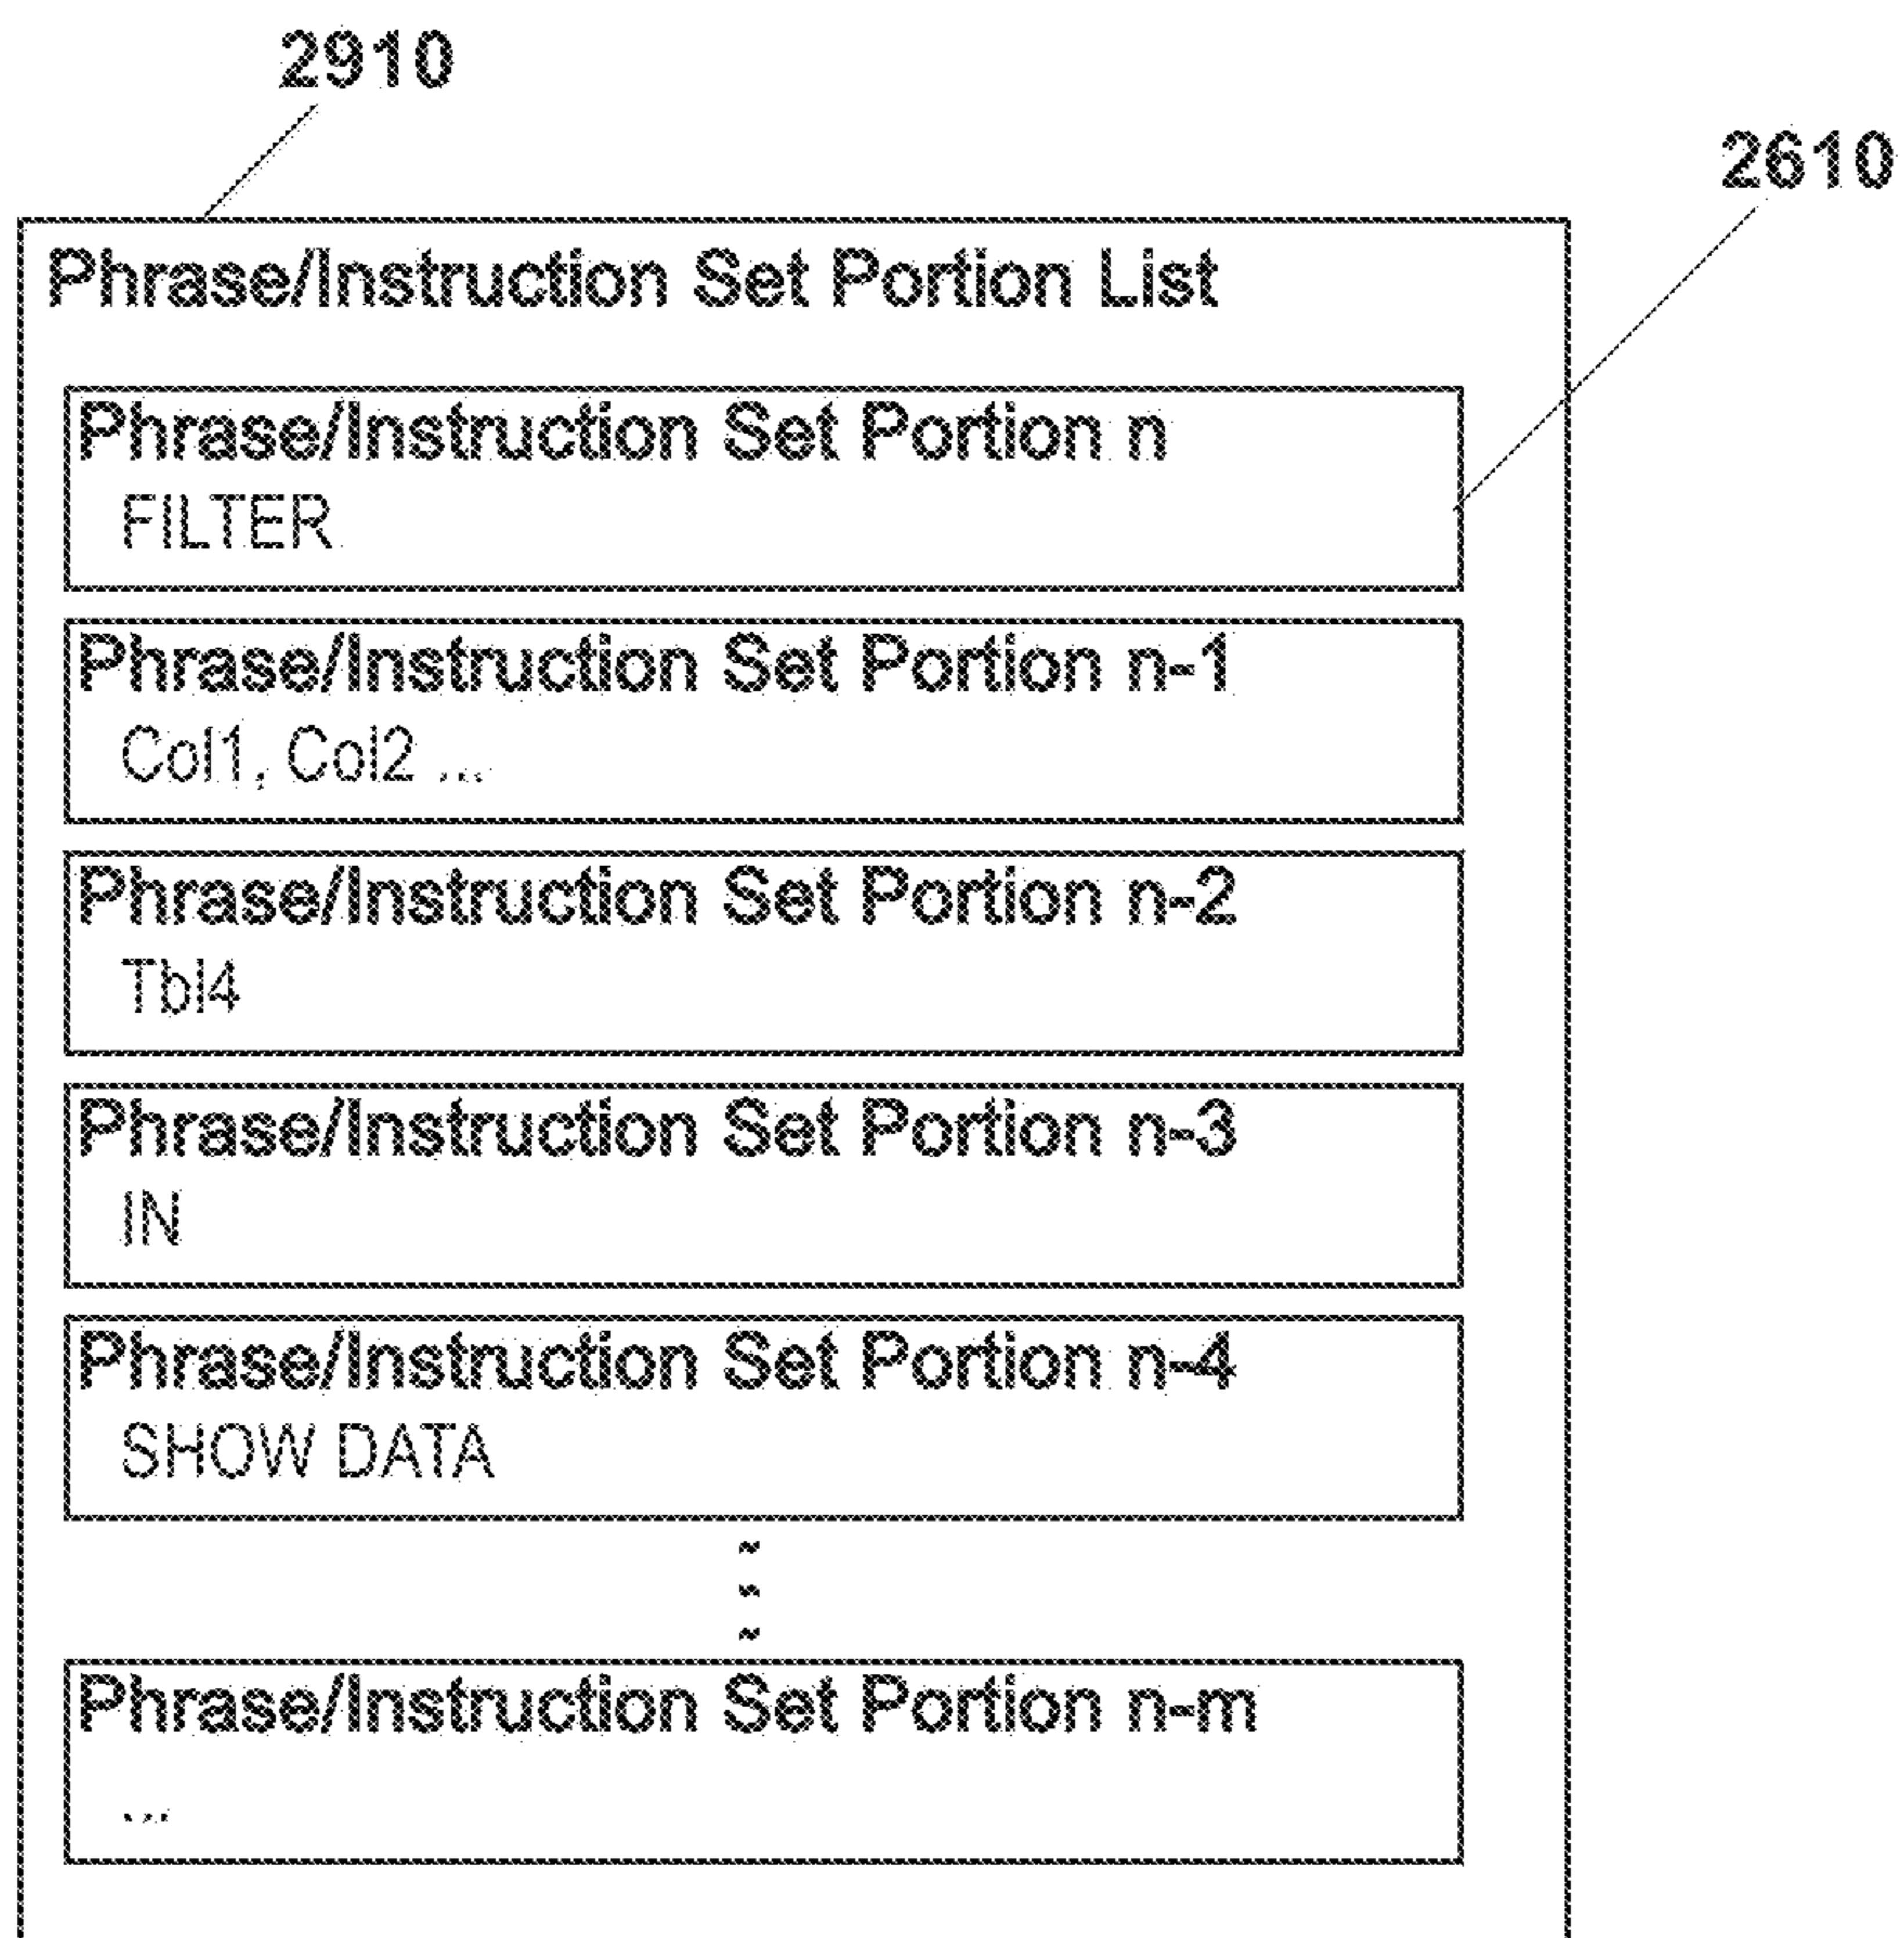 2910
2610
Phrase/Instruction Set Portion List
Phrase/Instruction Set Portion n
FILTER
Phrase/Instruction Set Portion n-1
Col1, Col2 ...
Phrase/Instruction Set Portion n-2
Tbl4
Phrase/Instruction Set Portion n-3
IN
Phrase/Instruction Set Portion n-4
SHOW DATA
Phrase/Instruction Set Portion n-m
...